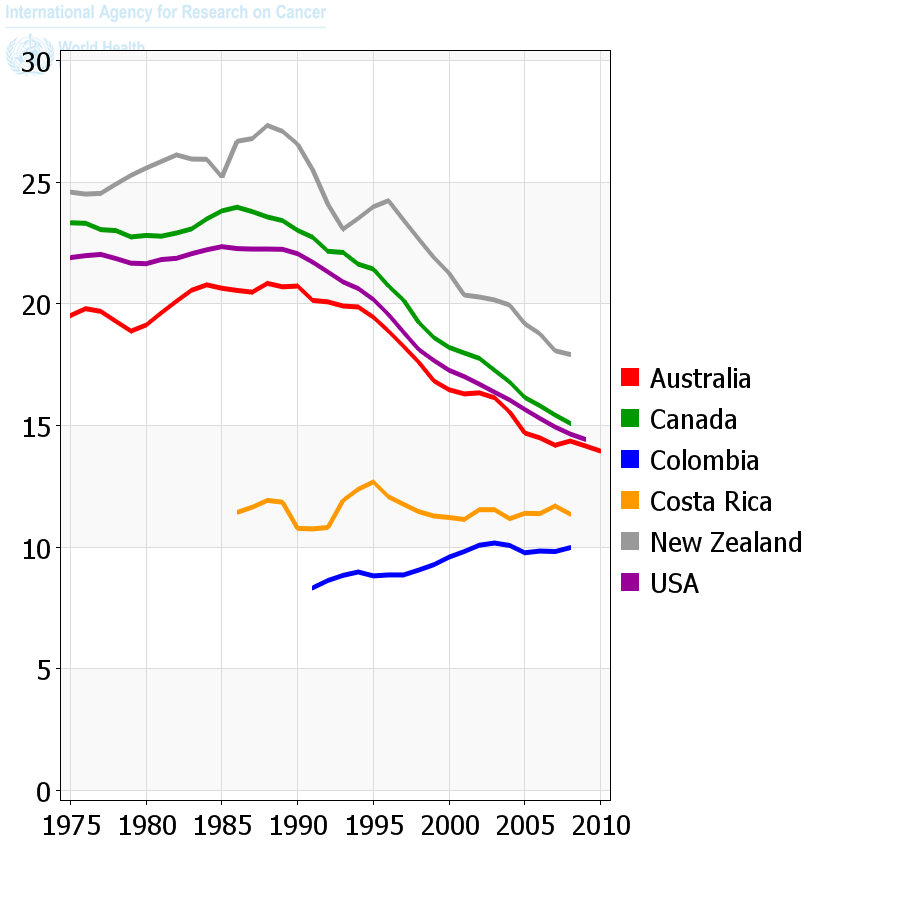 International Agency for Research on Cancer
World Health
30
25
20
15
10
5
0
1975 1980 1985 1990 1995 2000 2005 2010
Australia
Canada
Colombia
Costa Rica
New Zealand
USA